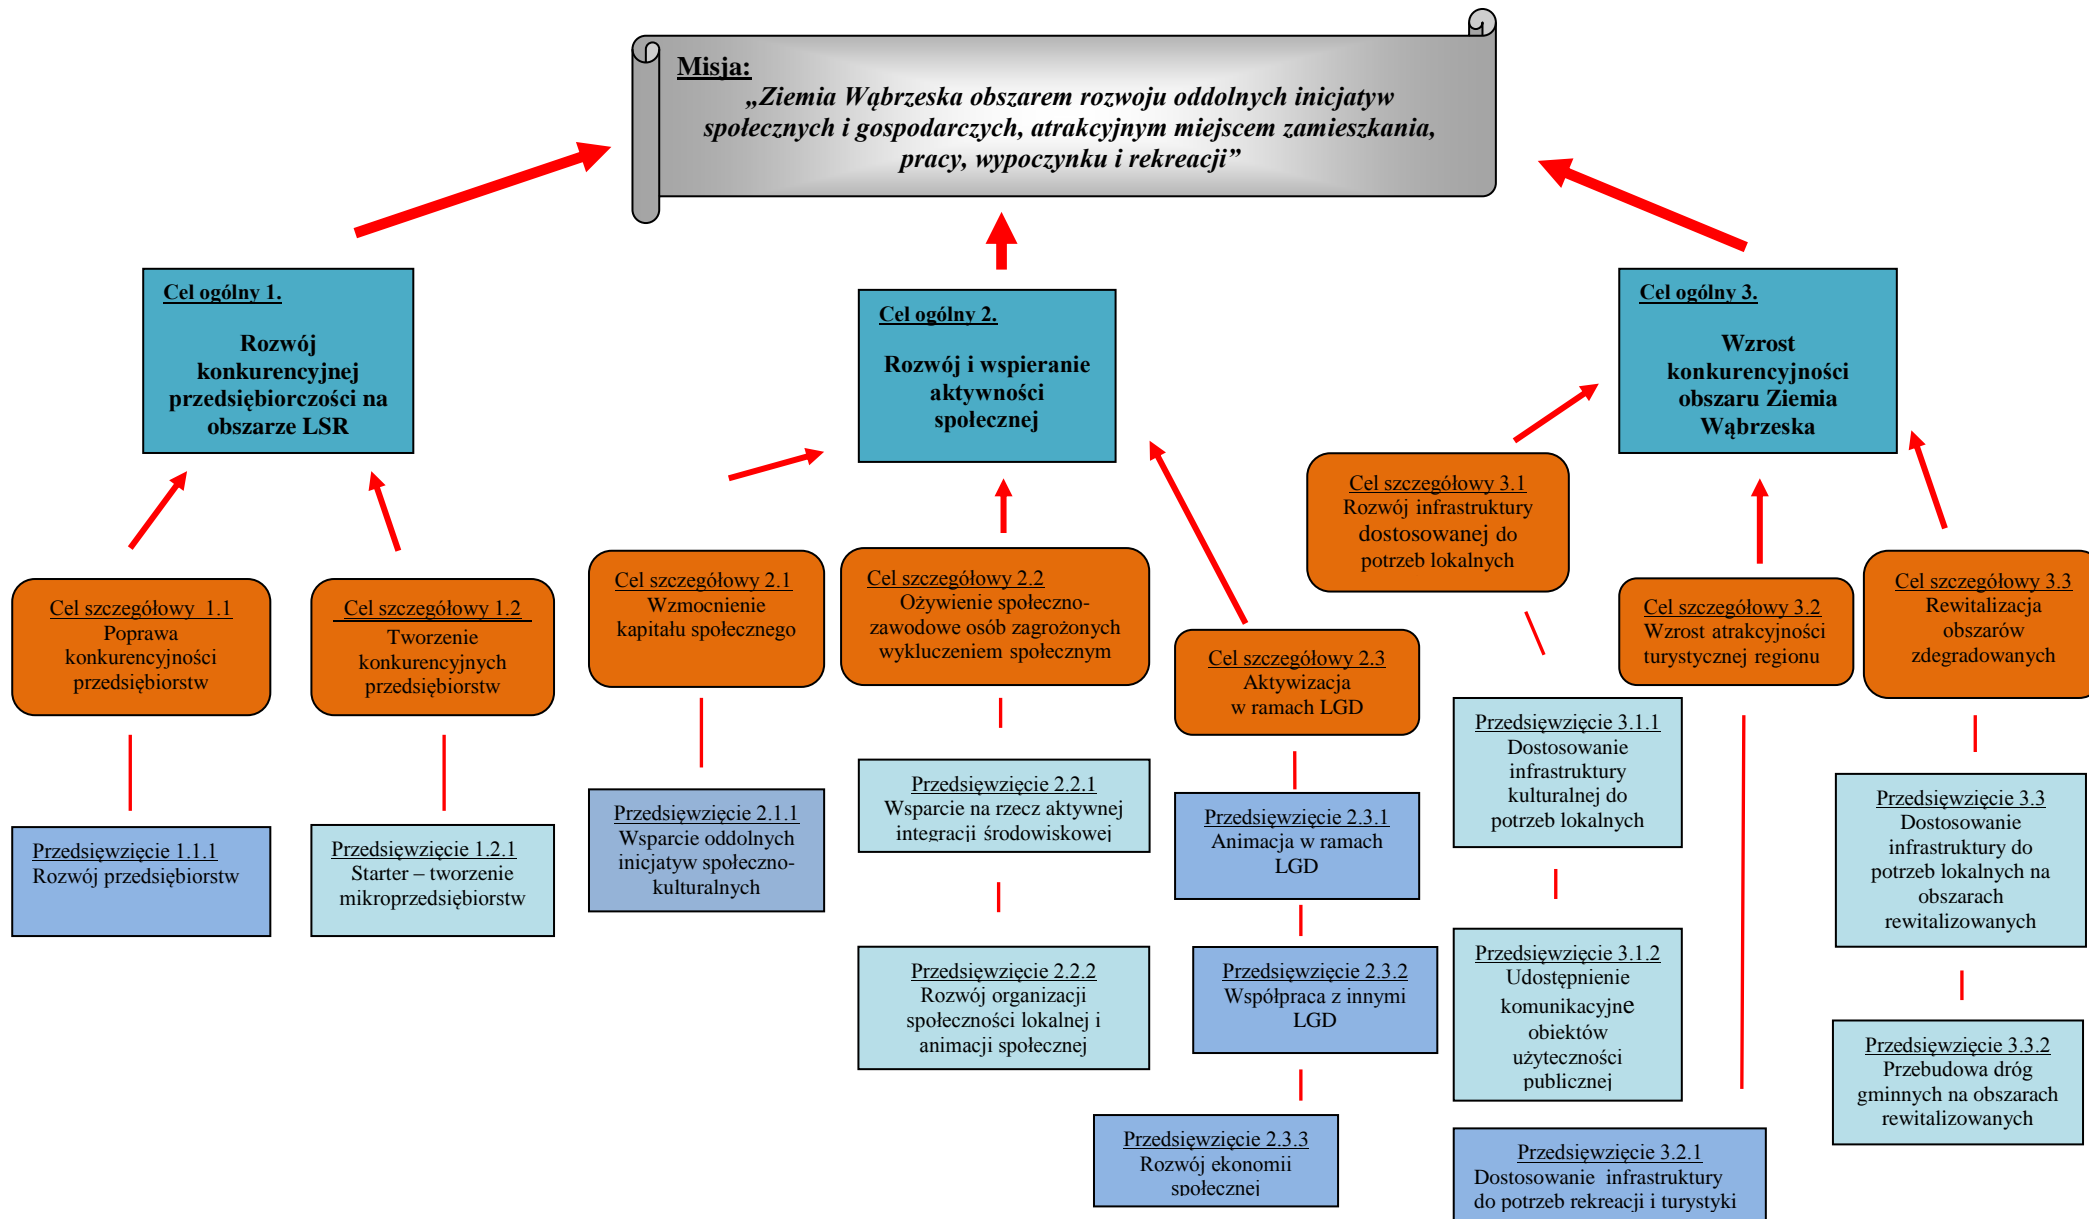 Misja:
„Ziemia Wąbrzeska obszarem rozwoju oddolnych inicjatyw
społecznych i gospodarczych, atrakcyjnym miejscem zamieszkania,
pracy, wypoczynku i rekreacji”
Cel ogólny 1.
Rozwój
konkurencyjnej
przedsiębiorczości na
obszarze LSR
Cel ogólny 2.
Rozwój i wspieranie
aktywności
społecznej
Cel ogólny 3.
Wzrost
konkurencyjności
obszaru Ziemia
Wąbrzeska
Cel szczegółowy 1.1
Poprawa
konkurencyjności
przedsiębiorstw
Cel szczegółowy 1.2
Tworzenie
konkurencyjnych
przedsiębiorstw
Cel szczegółowy 2.1
Wzmocnienie
kapitału społecznego
Cel szczegółowy 2.2
Ożywienie społeczno-
zawodowe osób zagrożonych
wykluczeniem społecznym
Cel szczegółowy 2.3
Aktywizacja
w ramach LGD
Cel szczegółowy 3.1
Rozwój infrastruktury
dostosowanej do
potrzeb lokalnych
Cel szczegółowy 3.2
Wzrost atrakcyjności
turystycznej regionu
Cel szczegółowy 3.3
Rewitalizacja
obszarów
zdegradowanych
Przedsięwzięcie 1.1.1
Rozwój przedsiębiorstw
Przedsięwzięcie 1.2.1
Starter – tworzenie
mikroprzedsiębiorstw
Przedsięwzięcie 2.1.1
Wsparcie oddolnych
inicjatyw społeczno-
kulturalnych
Przedsięwzięcie 2.2.1
Wsparcie na rzecz aktywnej
integracji środowiskowej
Przedsięwzięcie 2.2.2
Rozwój organizacji
społeczności lokalnej i
animacji społecznej
Przedsięwzięcie 2.3.1
Animacja w ramach
LGD
Przedsięwzięcie 2.3.2
Współpraca z innymi
LGD
Przedsięwzięcie 2.3.3
Rozwój ekonomii
społecznej
Przedsięwzięcie 3.1.1
Dostosowanie
infrastruktury
kulturalnej do
potrzeb lokalnych
Przedsięwzięcie 3.1.2
Udostępnienie
komunikacyjne
obiektów
użyteczności
publicznej
Przedsięwzięcie 3.2.1
Dostosowanie infrastruktury
do potrzeb rekreacji i turystyki
Przedsięwzięcie 3.3
Dostosowanie
infrastruktury do
potrzeb lokalnych na
obszarach
rewitalizowanych
Przedsięwzięcie 3.3.2
Przebudowa dróg
gminnych na obszarach
rewitalizowanych